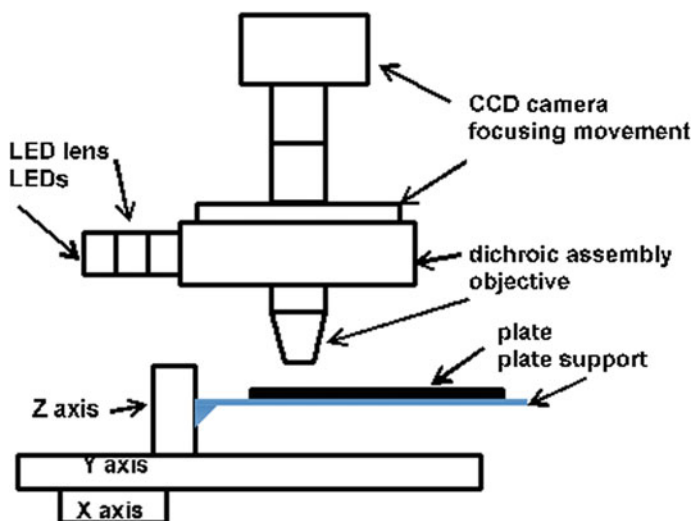 CCD camera
focusing movement
LED lens
LEDs
dichroic assembly
objective
plate
plate support
Z axis
Y axis
X axis